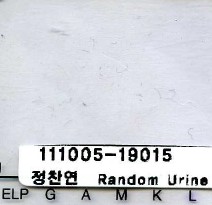 111005-19015
정찬연 Random Urine
ELP G A M K L